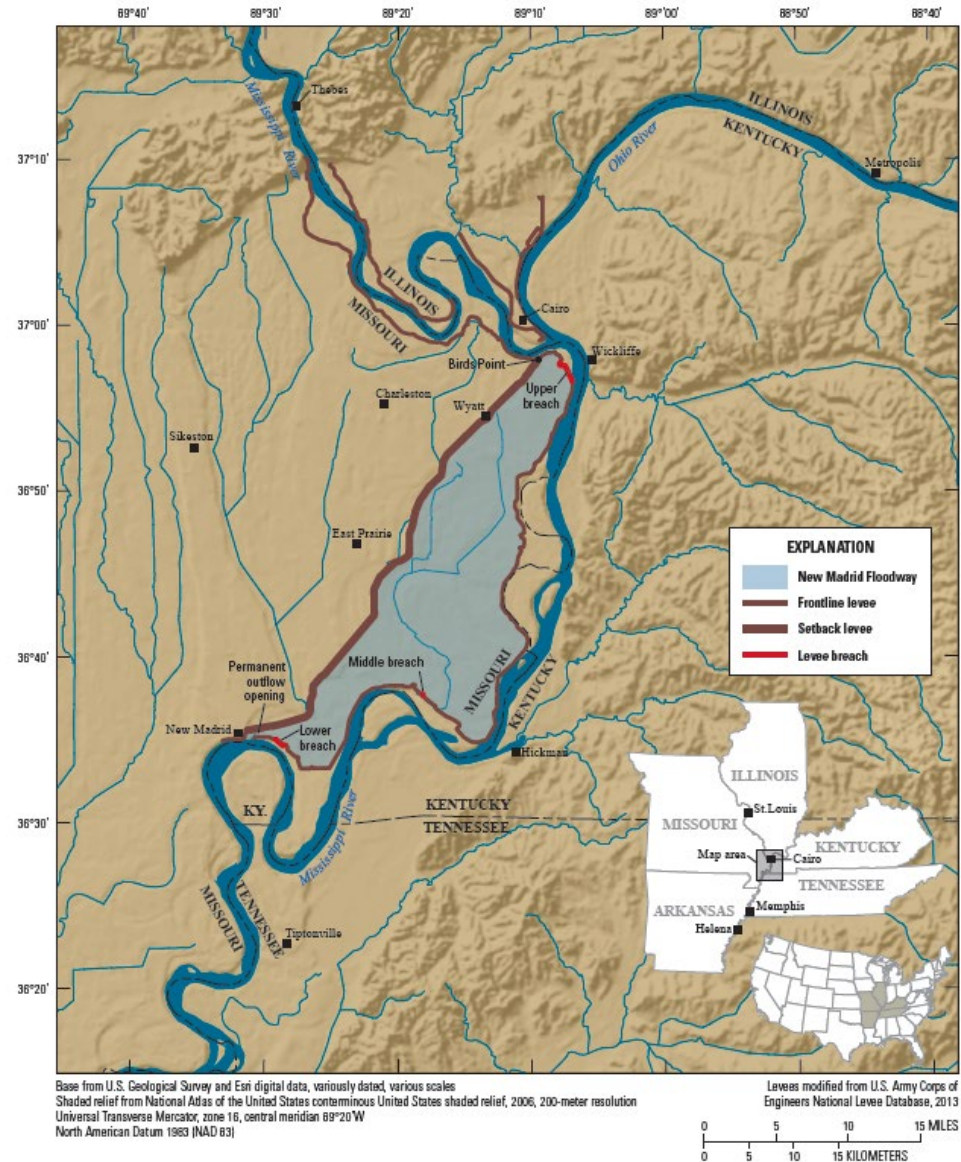 89°40'
89°30'
89°20'
89°10'
89°00'
88°50'
88°40'
37°10'
37°00'
36°50'
36°40'
36°30'
36°20'
Thebes
Mississippi River
Ohio River
ILLINOIS
KENTUCKY
Metropolis
ILLINOIS
MISSOURI
Cairo
Birds Point
Wickliffe
Upper
breach
Charleston
Wyatt
Sikeston
East Prairie
Permanent
outflow
opening
Middle breach
MISSOURI
KENTUCKY
New Madrid
Lower
breach
Hickman
KY.
Mississippi River
KENTUCKY
TENNESSEE
MISSOURI
TENNESSEE
Tiptonville
EXPLANATION
New Madrid Floodway
Frontline levee
Setback levee
Levee breach
ILLINOIS
St.Louis
MISSOURI
KENTUCKY
Map area
Cairo
TENNESSEE
ARKANSAS
Memphis
Helena
Base from U.S. Geological Survey and Esri digital data, variously dated, various scales
Shaded relief from National Atlas of the United States conterminous United States shaded relief, 2006, 200-meter resolution
Universal Transverse Mercator, zone 16, central meridian 89°20'W
North American Datum 1983 (NAD 83)
Levees modified from U.S. Army Corps of
Engineers National Levee Database, 2013
0 5 10 15 MILES
0 5 10 15 KILOMETERS